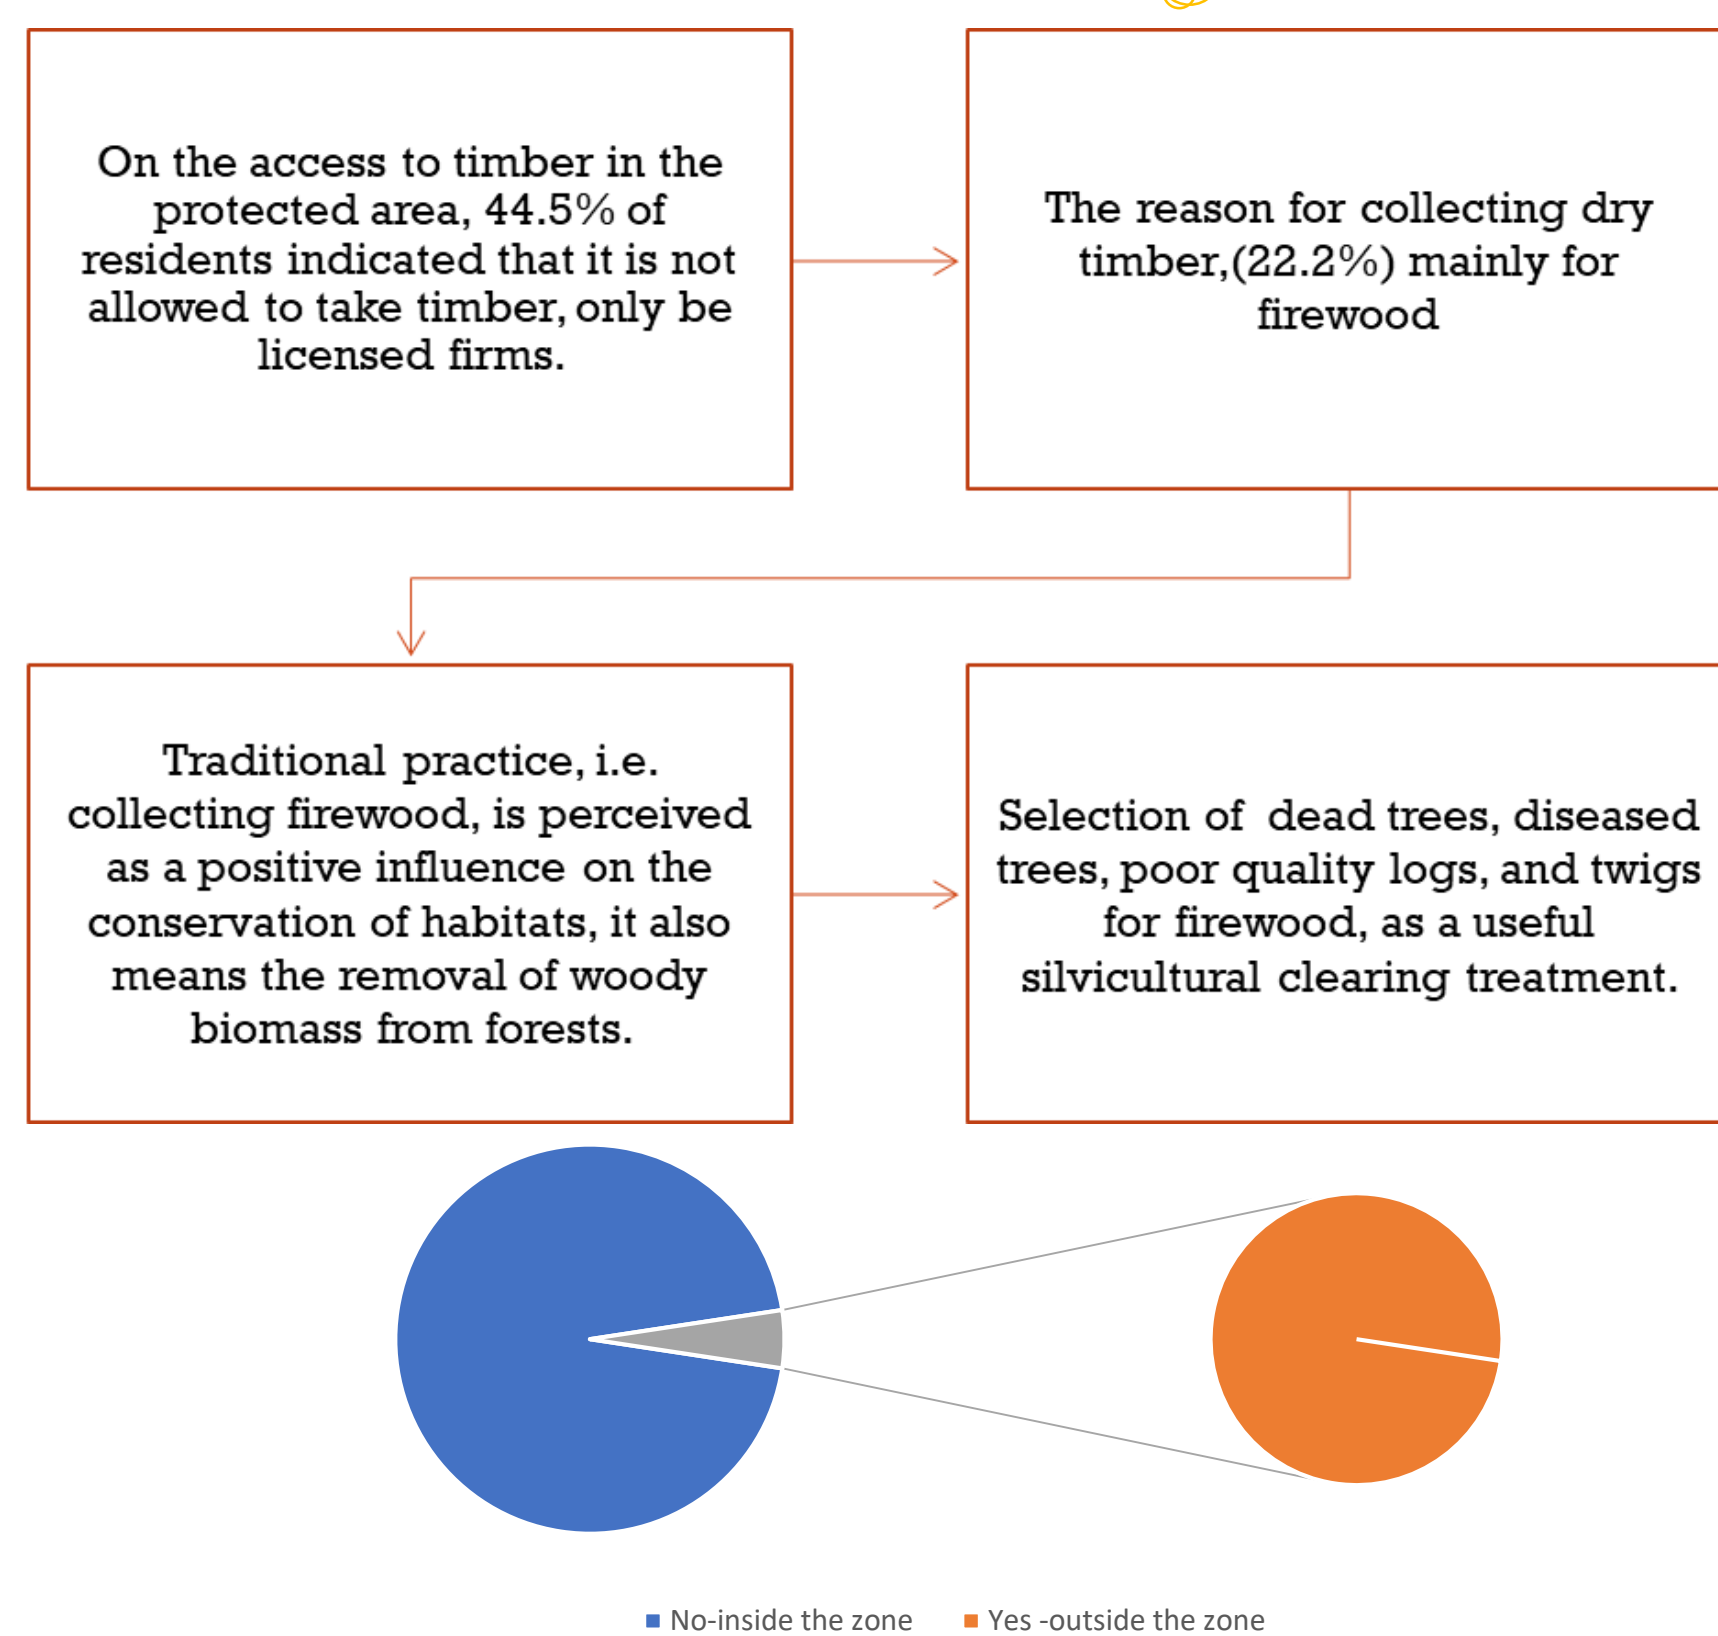 On the access to timber in the
protected area, 44.5% of
residents indicated that it is not
allowed to take timber, only be
licensed firms.
The reason for collecting dry
timber,(22.2%) mainly for
firewood
Traditional practice, i.e.
collecting firewood, is perceived
as a positive influence on the
conservation of habitats, it also
means the removal of woody
biomass from forests.
Selection of dead trees, diseased
trees, poor quality logs, and twigs
for firewood, as a useful
silvicultural clearing treatment.
No-inside the zone
Yes -outside the zone